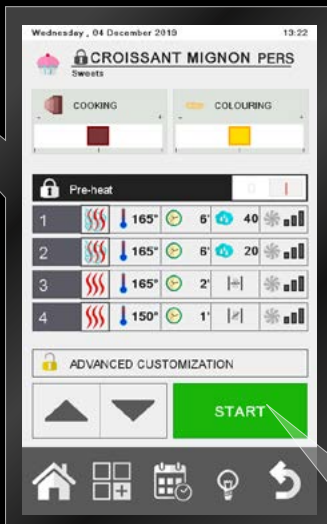 Wednesday , 04 December 2019 13:22
CROISSANT MIGNON PERS
Sweets
COOKING COLOURING
- + - +
Pre-heat 0 |
1 165° 6' 40
2 165° 6' 20
3 165° 2'
4 150° 1'
ADVANCED CUSTOMIZATION
START